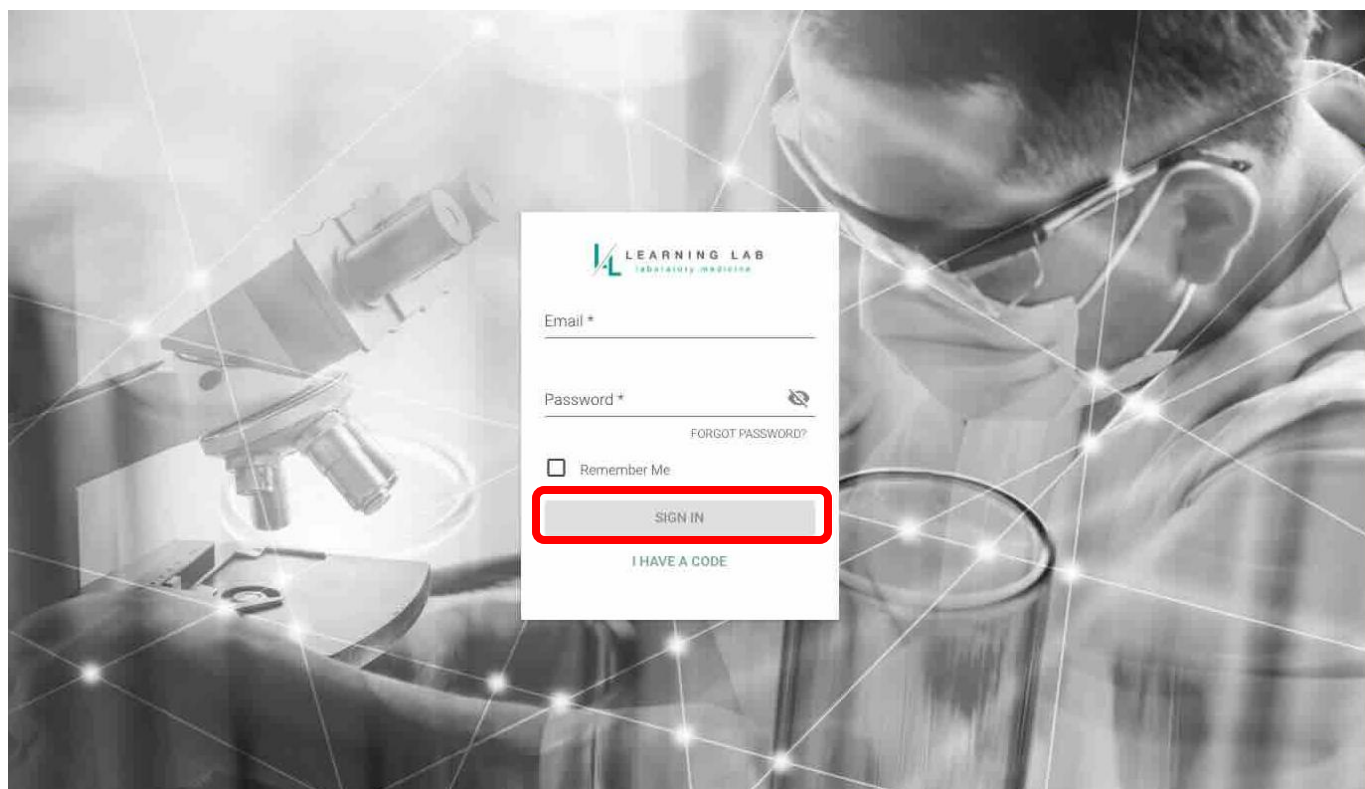 LEARNING LAB
laboratory medicine
Email *
Password *
FORGOT PASSWORD?
Remember Me
SIGN IN
I HAVE A CODE